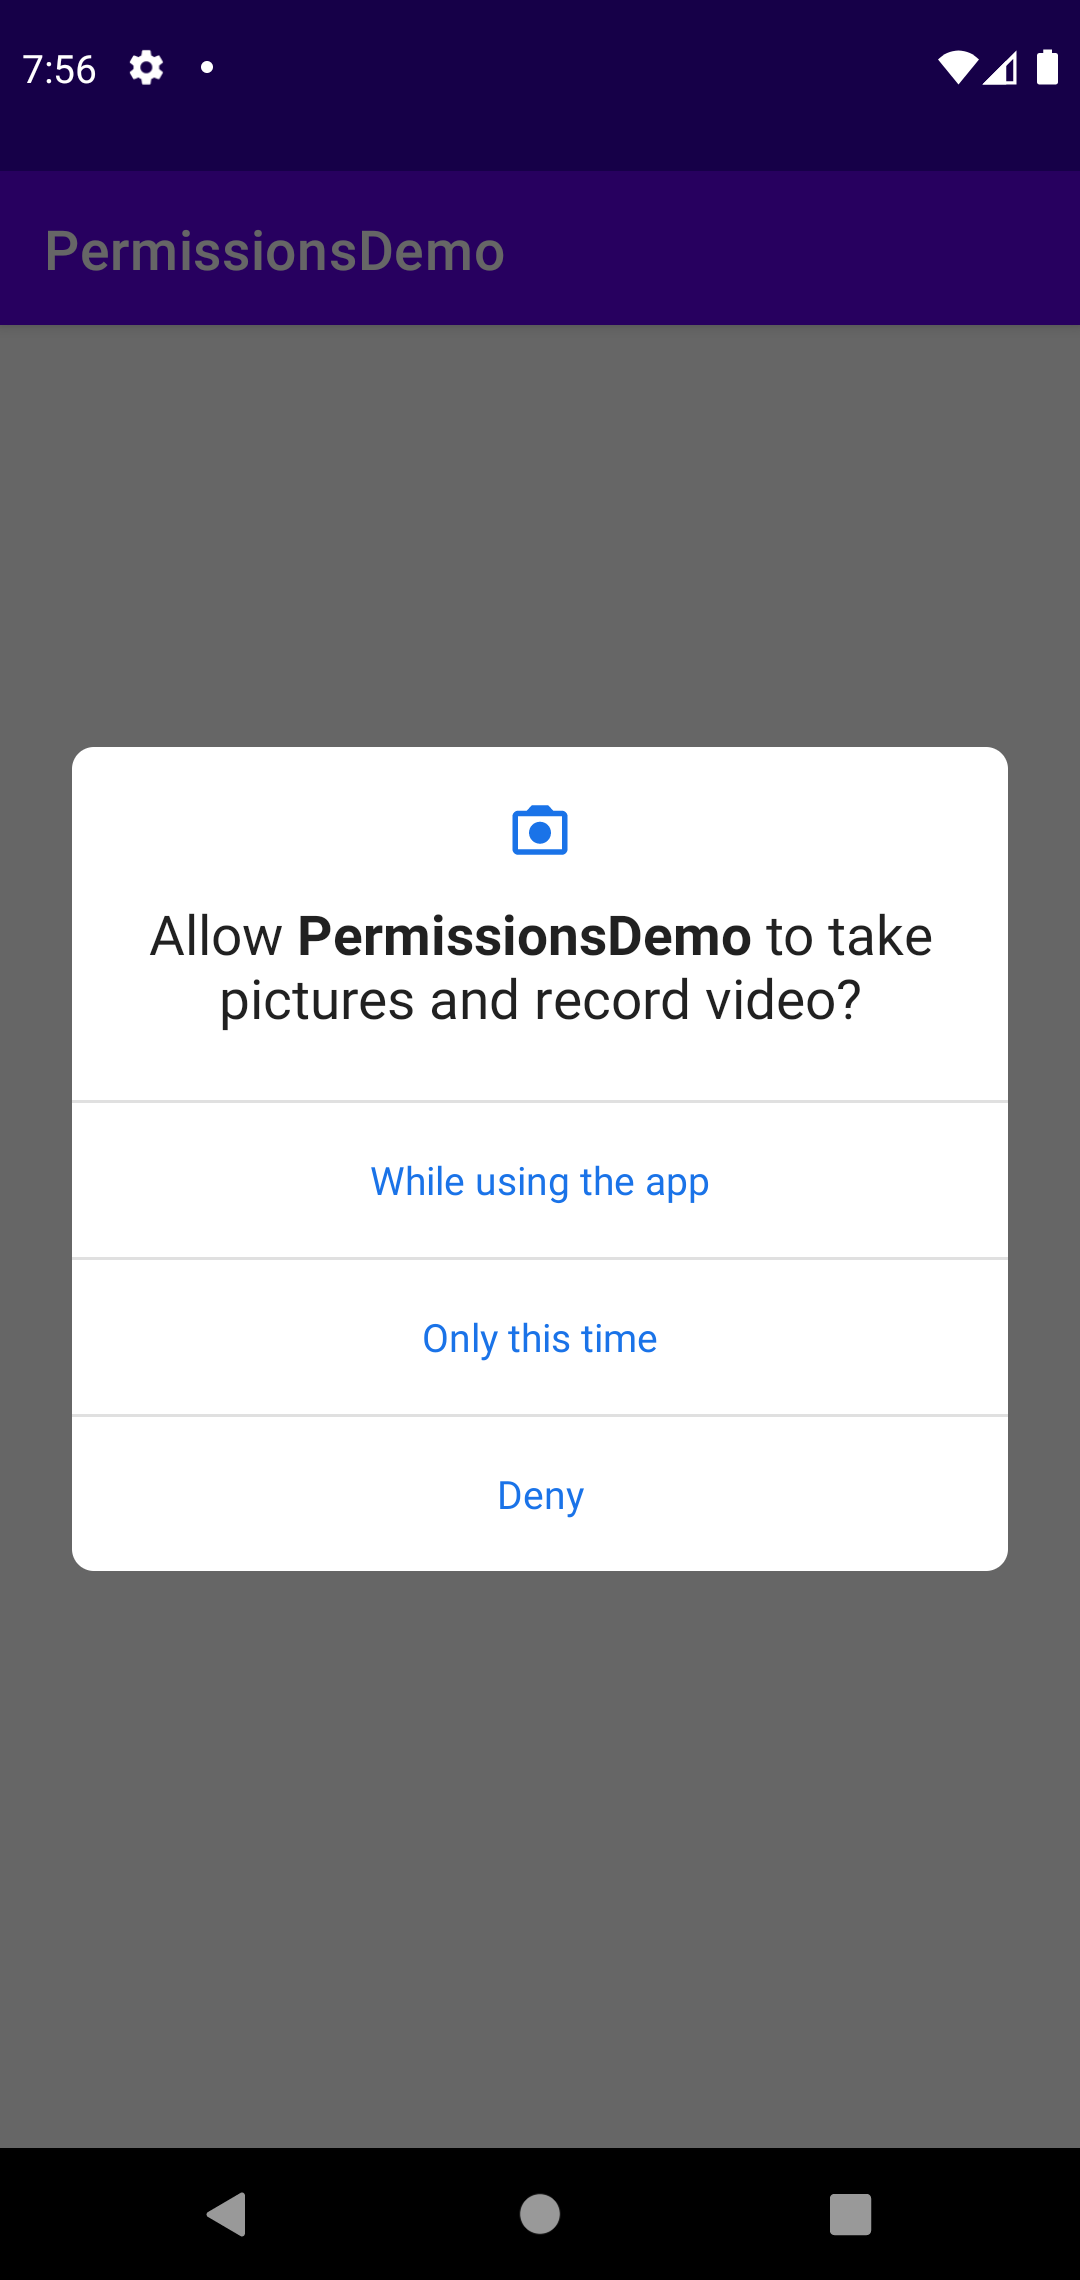 7:56
PermissionsDemo
Allow PermissionsDemo to take
pictures and record video?
While using the app
Only this time
Deny